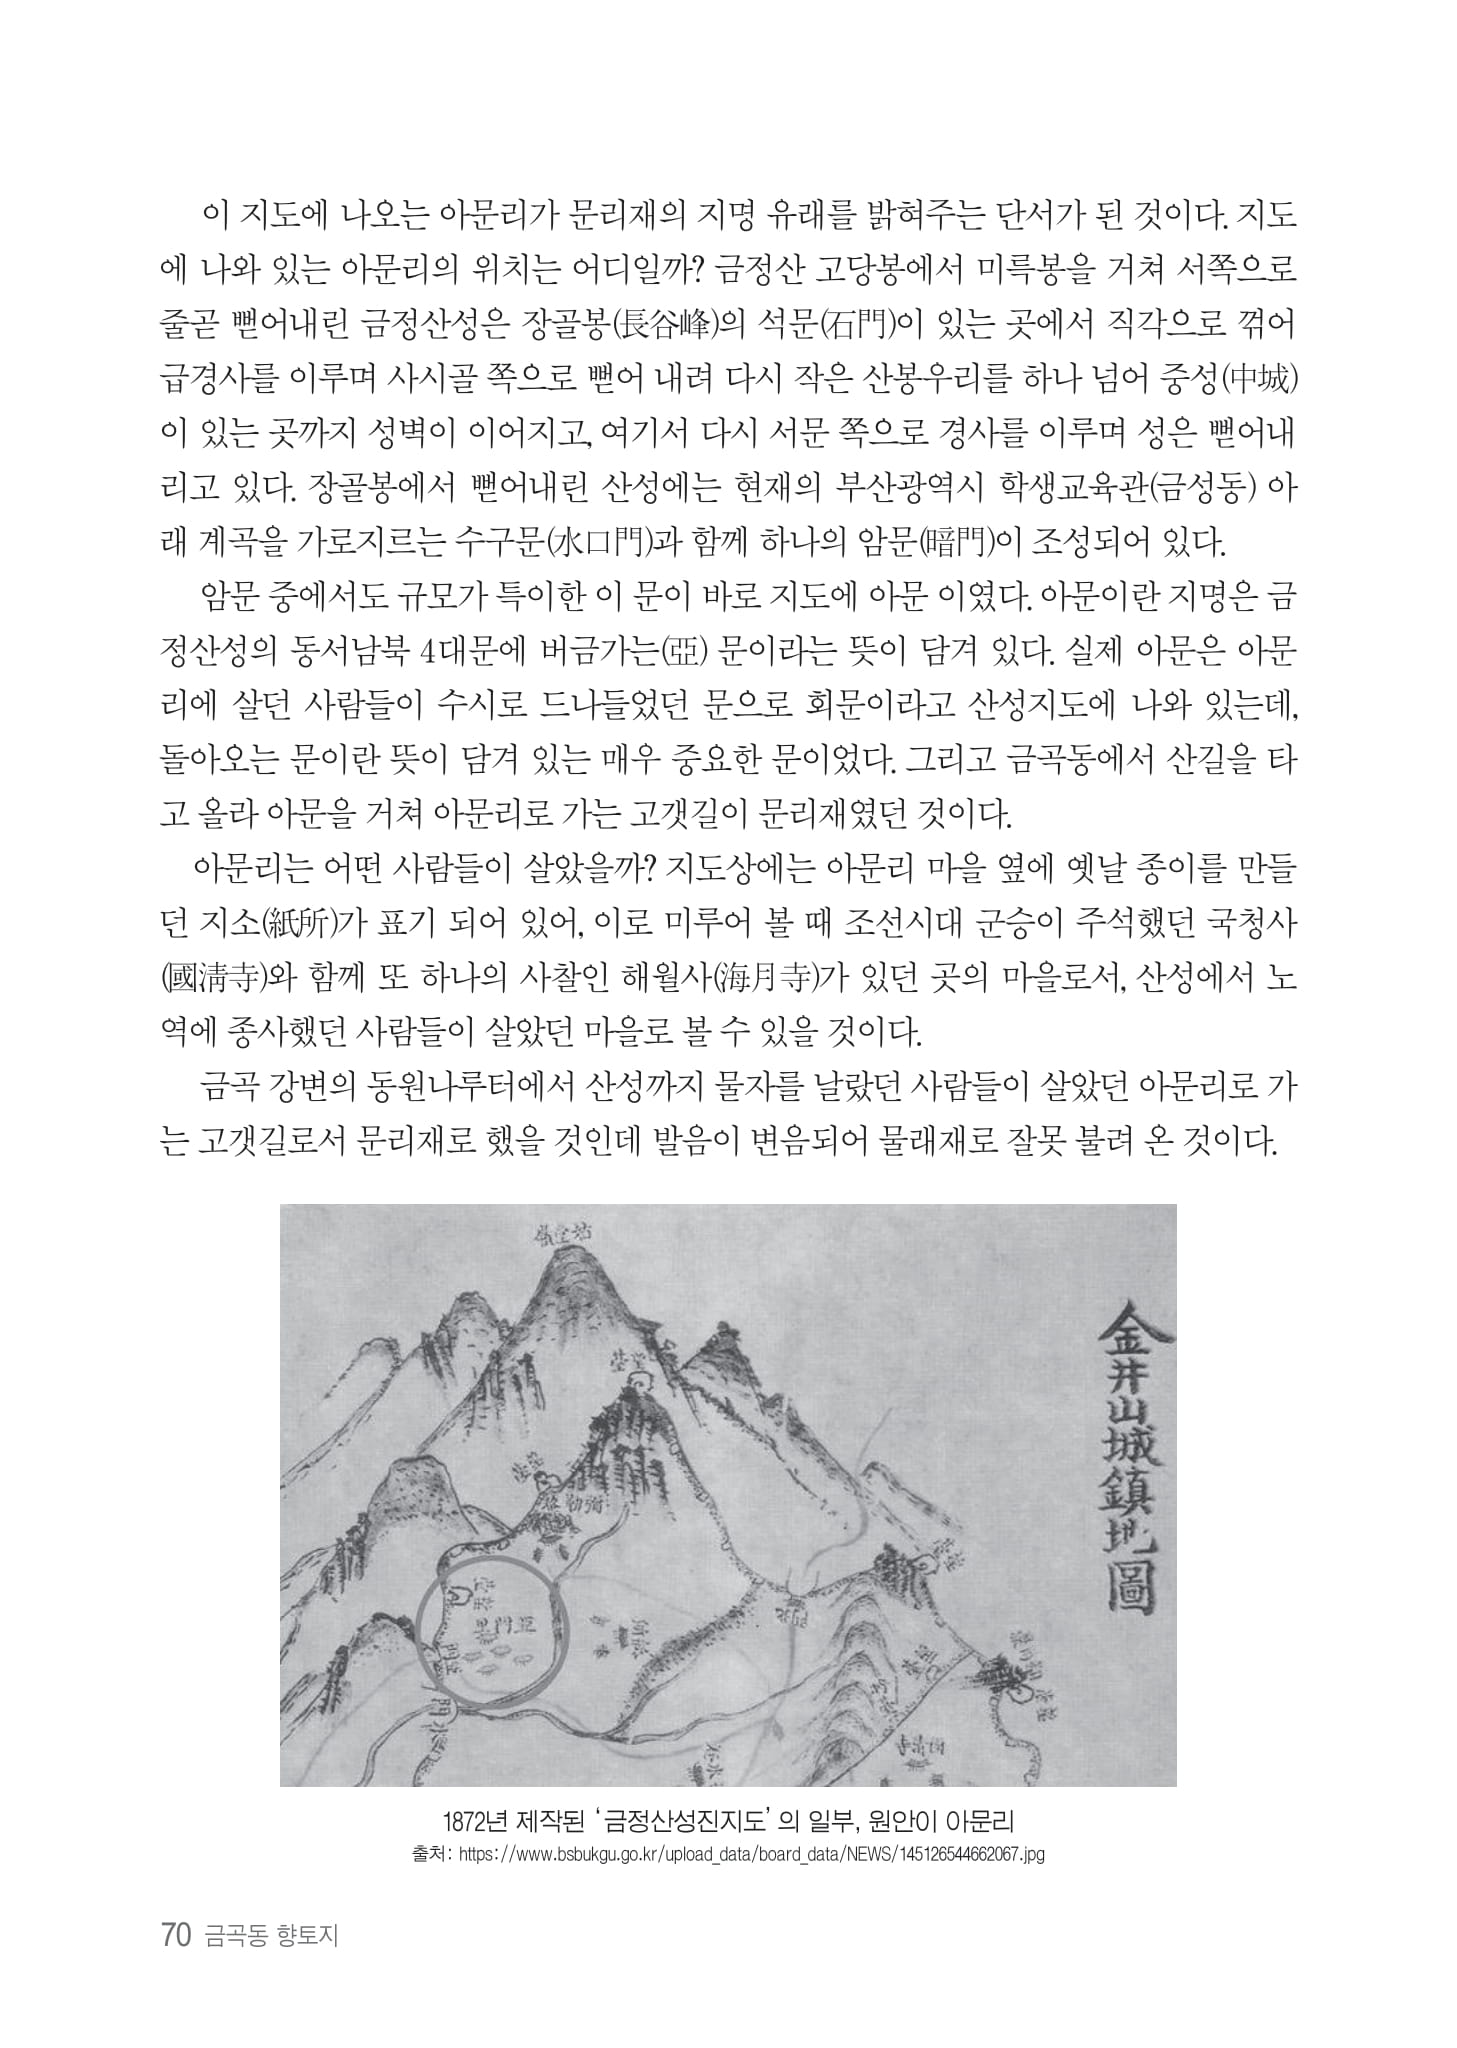 이 지도에 나오는 아문리가 문리재의 지명 유래를 밝혀주는 단서가 된 것이다. 지도
에 나와 있는 아문리의 위치는 어디일까? 금정산 고당봉에서 미륵봉을 거쳐 서쪽으로
줄곧 뻗어내린 금정산성은 장골봉(長谷峰)의 석문(石門)이 있는 곳에서 직각으로 꺾어
급경사를 이루며 사시골 쪽으로 뻗어 내려 다시 작은 산봉우리를 하나 넘어 중성(中城)
이 있는 곳까지 성벽이 이어지고, 여기서 다시 서문 쪽으로 경사를 이루며 성은 뻗어내
리고 있다. 장골봉에서 뻗어내린 산성에는 현재의 부산광역시 학생교육관(금성동) 아
래 계곡을 가로지르는 수구문(水口門)과 함께 하나의 암문(暗門)이 조성되어 있다.
암문 중에서도 규모가 특이한 이 문이 바로 지도에 아문 이였다. 아문이란 지명은 금
정산성의 동서남북 4대문에 버금가는(亞) 문이라는 뜻이 담겨 있다. 실제 아문은 아문
리에 살던 사람들이 수시로 드나들었던 문으로 회문이라고 산성지도에 나와 있는데,
돌아오는 문이란 뜻이 담겨 있는 매우 중요한 문이었다. 그리고 금곡동에서 산길을 타
고 올라 아문을 거쳐 아문리로 가는 고갯길이 문리재였던 것이다.
아문리는 어떤 사람들이 살았을까? 지도상에는 아문리 마을 옆에 옛날 종이를 만들
던 지소(紙所)가 표기 되어 있어, 이로 미루어 볼 때 조선시대 군승이 주석했던 국청사
(國淸寺)와 함께 또 하나의 사찰인 해월사(海月寺)가 있던 곳의 마을로서, 산성에서 노
역에 종사했던 사람들이 살았던 마을로 볼 수 있을 것이다.
금곡 강변의 동원나루터에서 산성까지 물자를 날랐던 사람들이 살았던 아문리로 가
는 고갯길로서 문리재로 했을 것인데 발음이 변음되어 물래재로 잘못 불려 온 것이다.
金井山城鎭地圖
亞門里
1872년 제작된 ‘금정산성진지도’의 일부, 원안이 아문리
출처: https://www.bsbukgu.go.kr/upload_data/board_data/NEWS/145126544662067.jpg
70 금곡동 향토지